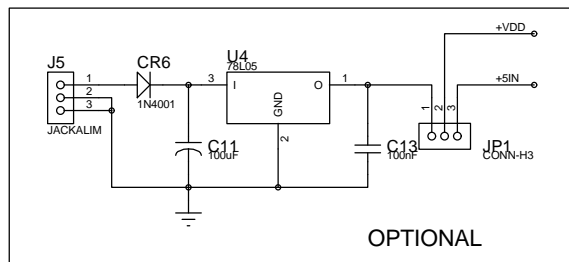 J5
1
2
3
JACKALIM
CR6
1N4001
U4
78L05
3
I
O
1
GND
2
C11
100uF
C13
100nF
+VDD
+5IN
1
2
3
JP1
CONN-H3
OPTIONAL